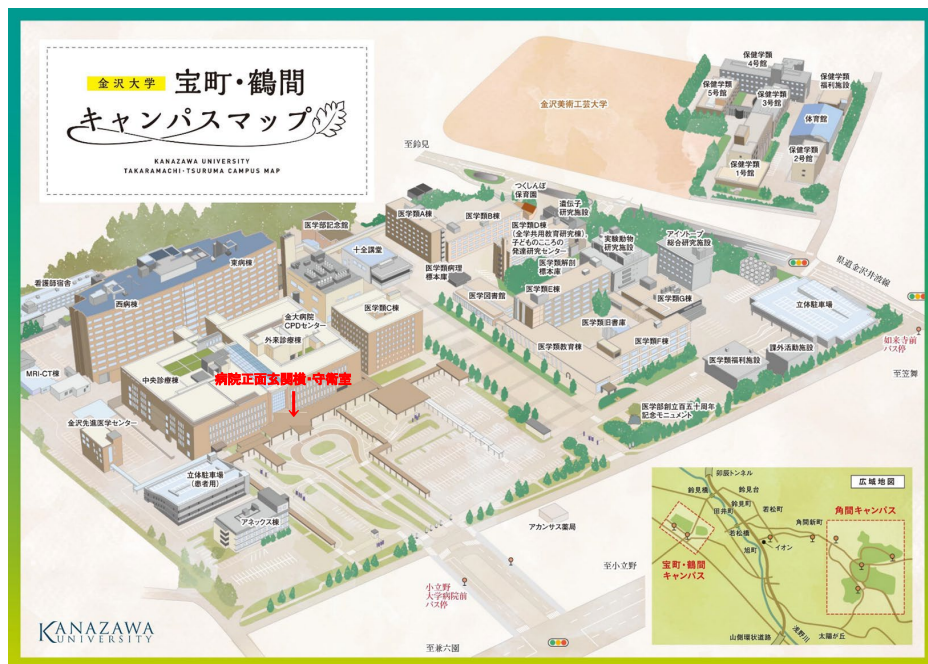 金沢大学 宝町・鶴間
キャンパスマップ
KANAZAWA UNIVERSITY
TAKARAMACHI・TSURUMA CAMPUS MAP
金沢美術工芸大学
保健学類
4号館
保健学類
5号館
保健学類
3号館
保健学類
福利施設
体育館
保健学類
2号館
保健学類
1号館
至鈴見
つくしんぼ
保育園
遺伝子
研究施設
医学部記念館
医学類A棟
医学類B棟
医学類D棟
(全学共用教育研究棟)、
子どものこころの
発達研究センター
実験動物
研究施設
アイソトープ
総合研究施設
県道金沢井波線
十全講堂
東病棟
看護師宿舎
西病棟
医学類病理
標本庫
医学類解剖
標本庫
医学図書館
医学類E棟
医学類G棟
立体駐車場
金大病院
CPDセンター
医学類C棟
外来診療棟
医学類旧書庫
医学類教育棟
医学類F棟
医学類福利施設
課外活動施設
如来寺前
バス停
至笠舞
MRI-CT棟
中央診療棟
病院正面玄関横・守衛室
金沢先進医学センター
医学部創立百五十周年
記念モニュメント
立体駐車場
(患者用)
アネックス棟
アカンサス薬局
至小立野
小立野
大学病院前
バス停
至兼六園
KANAZAWA
UNIVERSITY
広域地図
卯辰トンネル
鈴見橋
鈴見台
鈴見町
田井町
若松町
若松橋
旭町
イオン
角間新町
角間キャンパス
宝町・鶴間
キャンパス
山側環状道路
浅野川
太陽が丘